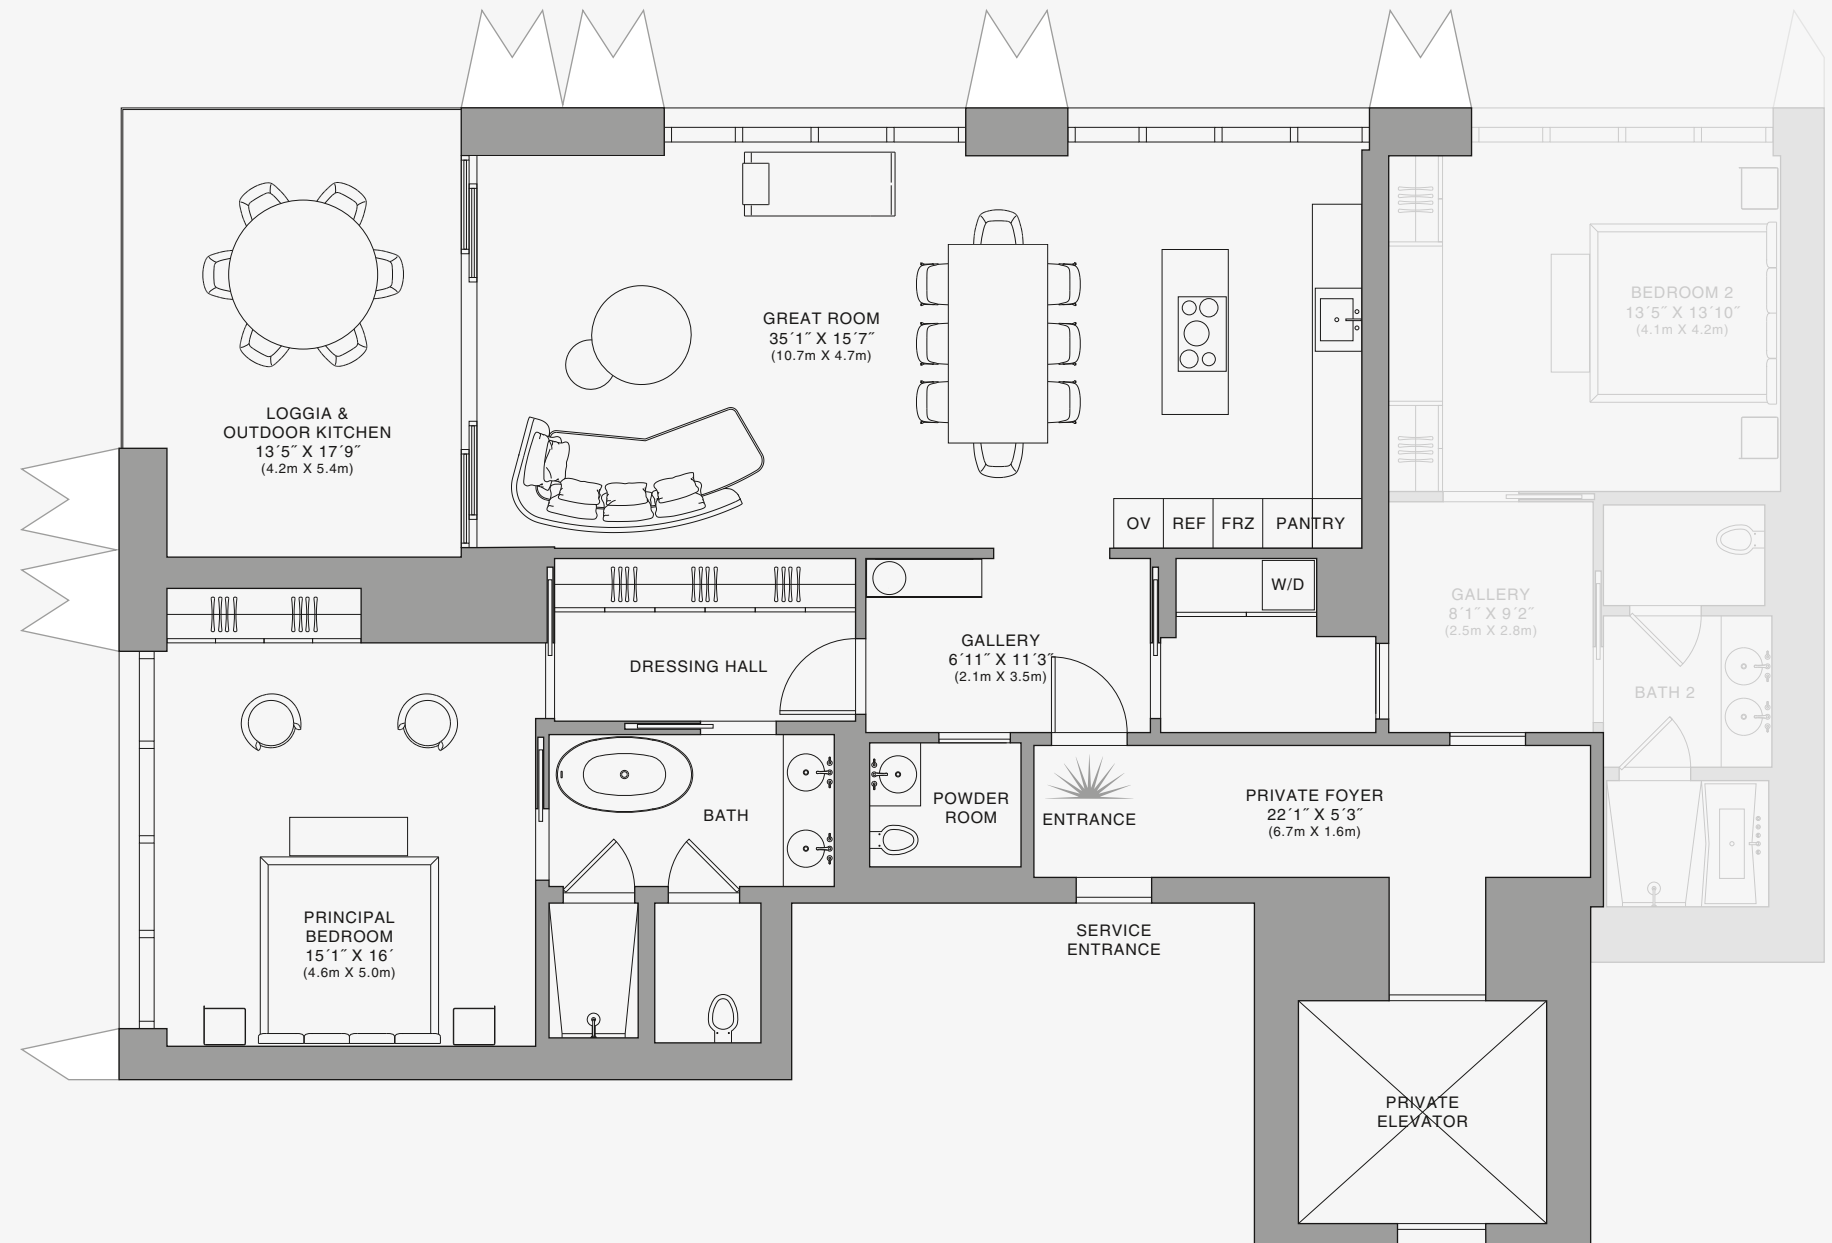 GREAT ROOM
35´1˝ X 15´7˝
(10.7m X 4.7m)
BEDROOM 2
13´5˝ X 13´10˝
(4.1m X 4.2m)
LOGGIA &
OUTDOOR KITCHEN
13´5˝ X 17´9˝
(4.2m X 5.4m)
OV
REF
FRZ
PANTRY
W/D
GALLERY
8´1˝ X 9´2˝
(2.5m X 2.8m)
GALLERY
6´11˝ X 11´3˝
(2.1m X 3.5m)
DRESSING HALL
BATH 2
BATH
POWDER
ROOM
ENTRANCE
PRIVATE FOYER
22´1˝ X 5´3˝
(6.7m X 1.6m)
PRINCIPAL
BEDROOM
15´1˝ X 16´
(4.6m X 5.0m)
SERVICE
ENTRANCE
PRIVATE
ELEVATOR